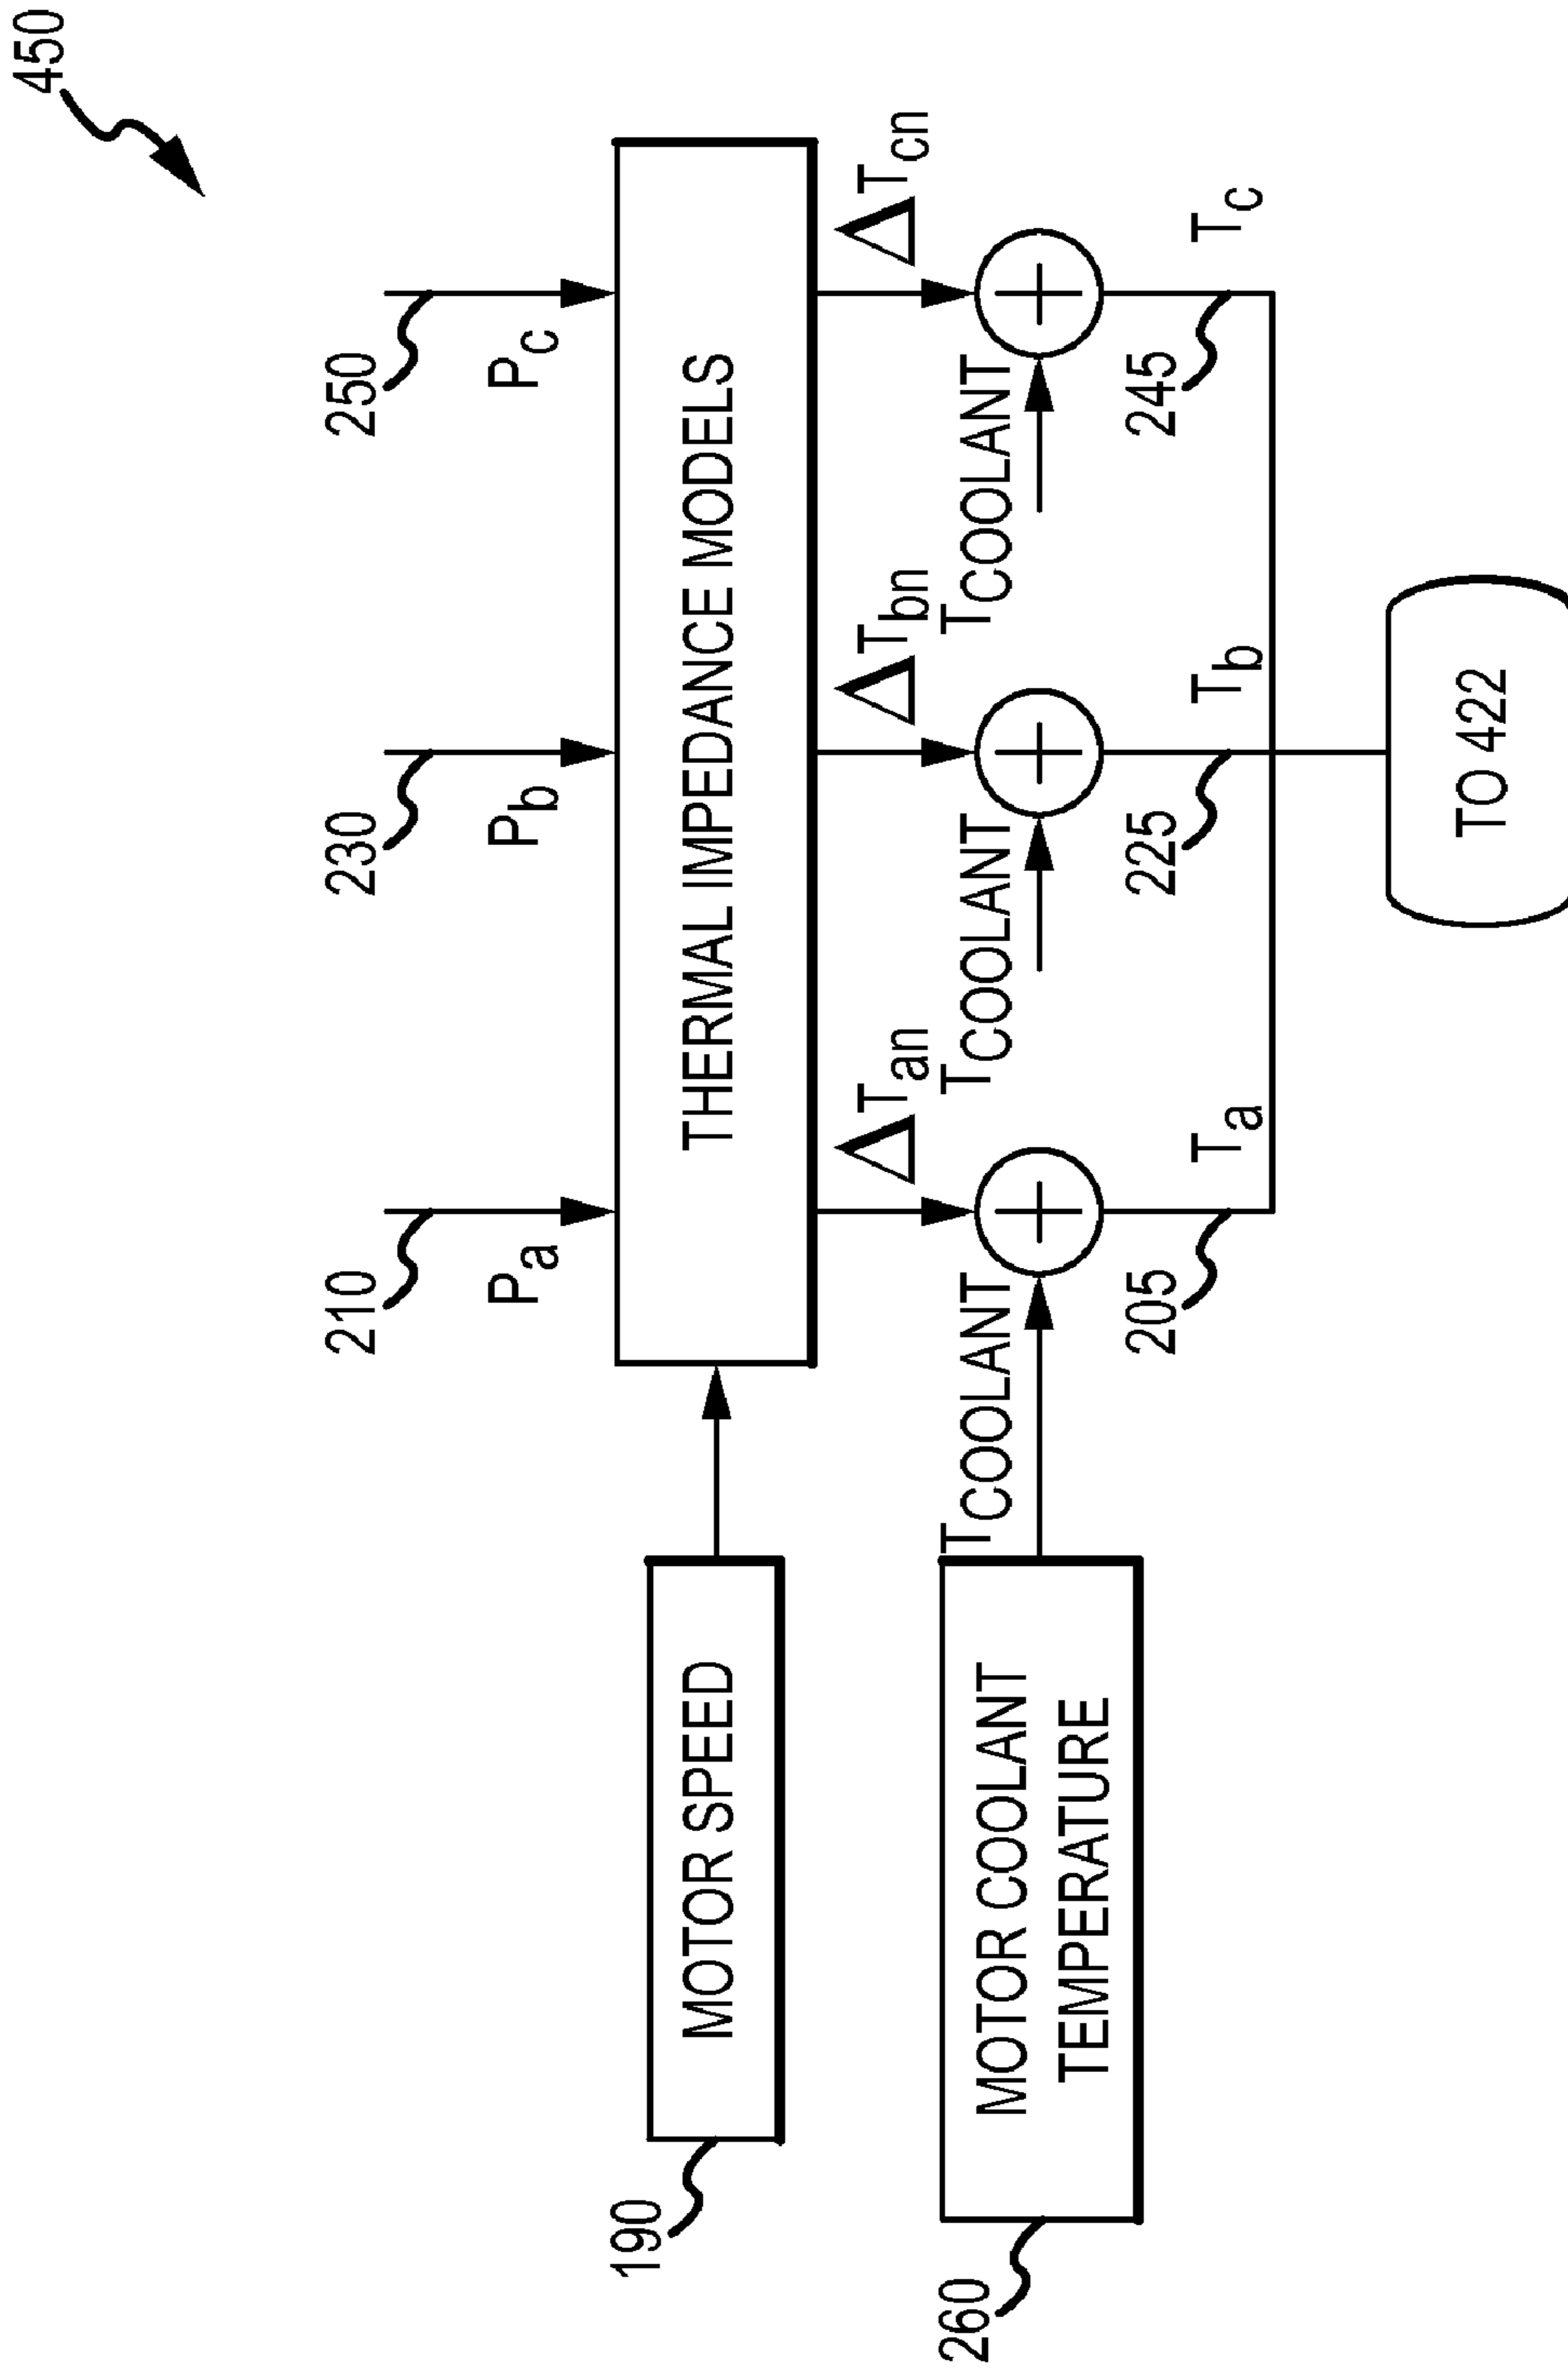 450
210
230
250
Pa
Pb
Pc
190
MOTOR SPEED
THERMAL IMPEDANCE MODELS
ΔTan
ΔTbn
ΔTcn
260
MOTOR COOLANT
TEMPERATURE
TCOOLANT
TCOOLANT
TCOOLANT
+
+
+
205
Ta
225
Tb
245
Tc
TO 422